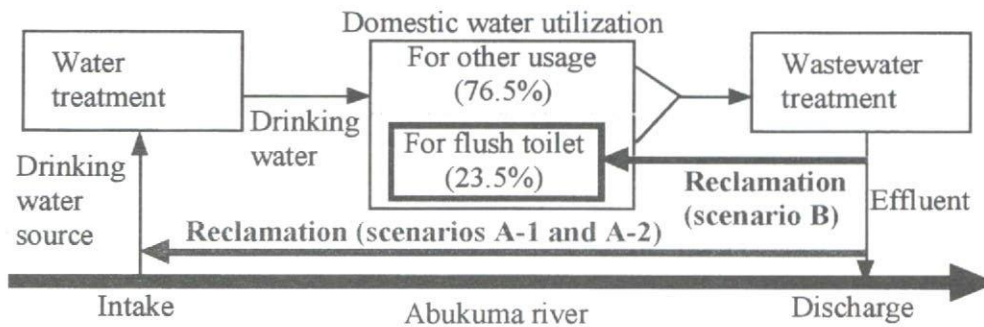 Domestic water utilization
Water
treatment
For other usage
(76.5%)
Wastewater
treatment
Drinking
water
For flush toilet
(23.5%)
Drinking
water
source
Reclamation
(scenario B)
Effluent
Reclamation (scenarios A-1 and A-2)
Intake
Abukuma river
Discharge